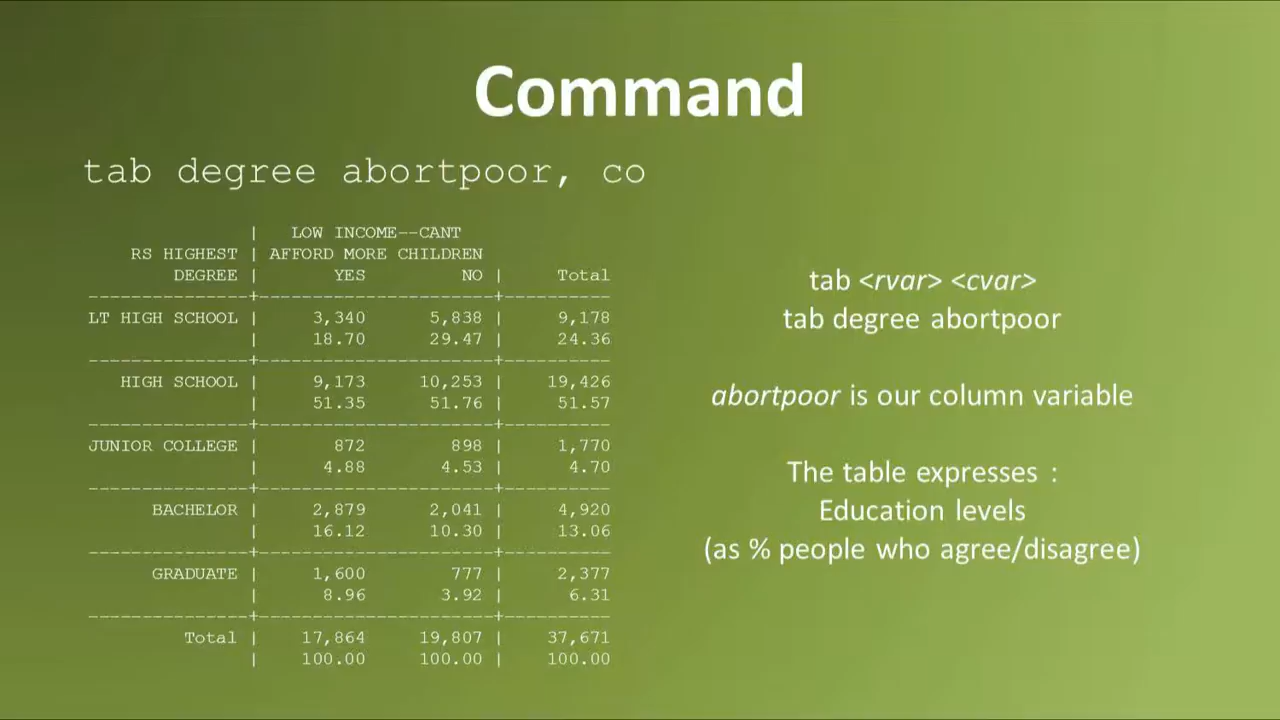 Command
tab degree abortpoor, co
| LOW INCOME--CANT
RS HIGHEST | AFFORD MORE CHILDREN
DEGREE | YES NO | Total
---------------+----------------------+----------
LT HIGH SCHOOL | 3,340 5,838 | 9,178
| 18.70 29.47 | 24.36
---------------+----------------------+----------
HIGH SCHOOL | 9,173 10,253 | 19,426
| 51.35 51.76 | 51.57
---------------+----------------------+----------
JUNIOR COLLEGE | 872 898 | 1,770
| 4.88 4.53 | 4.70
---------------+----------------------+----------
BACHELOR | 2,879 2,041 | 4,920
| 16.12 10.30 | 13.06
---------------+----------------------+----------
GRADUATE | 1,600 777 | 2,377
| 8.96 3.92 | 6.31
---------------+----------------------+----------
Total | 17,864 19,807 | 37,671
| 100.00 100.00 | 100.00
tab <rvar> <cvar>
tab degree abortpoor
abortpoor is our column variable
The table expresses :
Education levels
(as % people who agree/disagree)